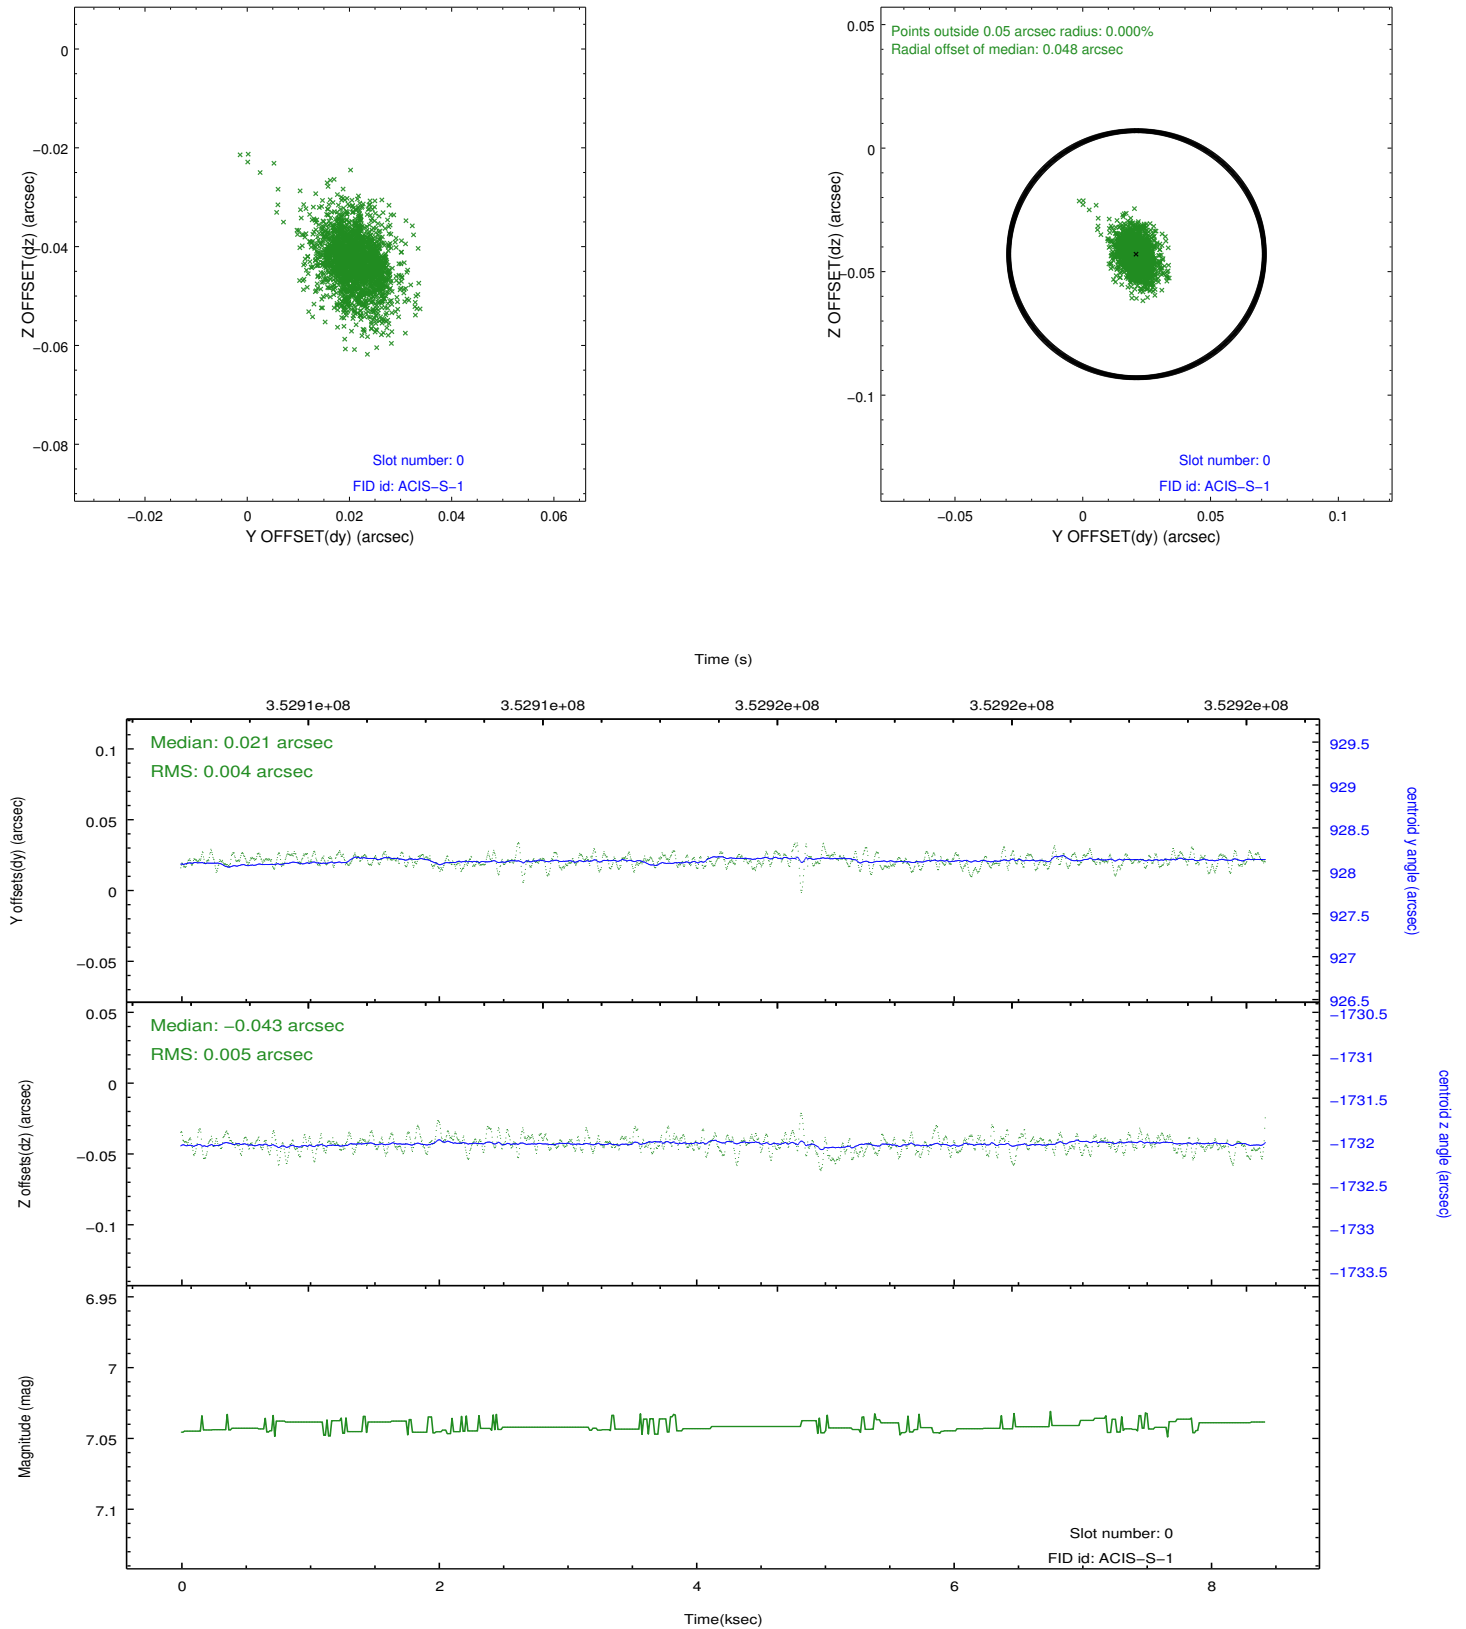 0
−0.02
−0.04
−0.06
−0.08
Z OFFSET(dz) (arcsec)
Slot number: 0
FID id: ACIS−S−1
−0.02 0 0.02 0.04 0.06
Y OFFSET(dy) (arcsec)
Points outside 0.05 arcsec radius: 0.000%
Radial offset of median: 0.048 arcsec
0.05
0
−0.05
−0.1
Z OFFSET(dz) (arcsec)
Slot number: 0
FID id: ACIS−S−1
−0.05 0 0.05 0.1
Y OFFSET(dy) (arcsec)
Time (s)
3.5291e+08 3.5291e+08 3.5292e+08 3.5292e+08 3.5292e+08
Median: 0.021 arcsec
RMS: 0.004 arcsec
0.1
0.05
0
−0.05
Y offsets(dy) (arcsec)
929.5
929
928.5
928
927.5
927
926.5
centroid y angle (arcsec)
Median: −0.043 arcsec
RMS: 0.005 arcsec
0.05
0
−0.05
−0.1
Z offsets(dz) (arcsec)
−1730.5
−1731
−1731.5
−1732
−1732.5
−1733
−1733.5
centroid z angle (arcsec)
6.95
7
7.05
7.1
Magnitude (mag)
Slot number: 0
FID id: ACIS−S−1
0 2 4 6 8
Time(ksec)